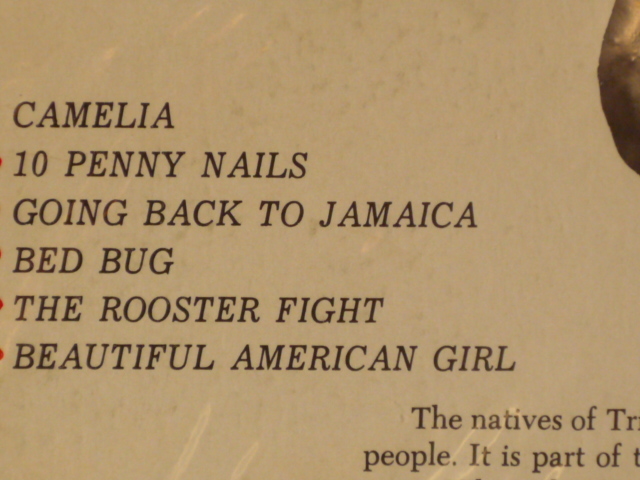 CAMELIA
10 PENNY NAILS
GOING BACK TO JAMAICA
BED BUG
THE ROOSTER FIGHT
BEAUTIFUL AMERICAN GIRL
The natives of
people. It is part of